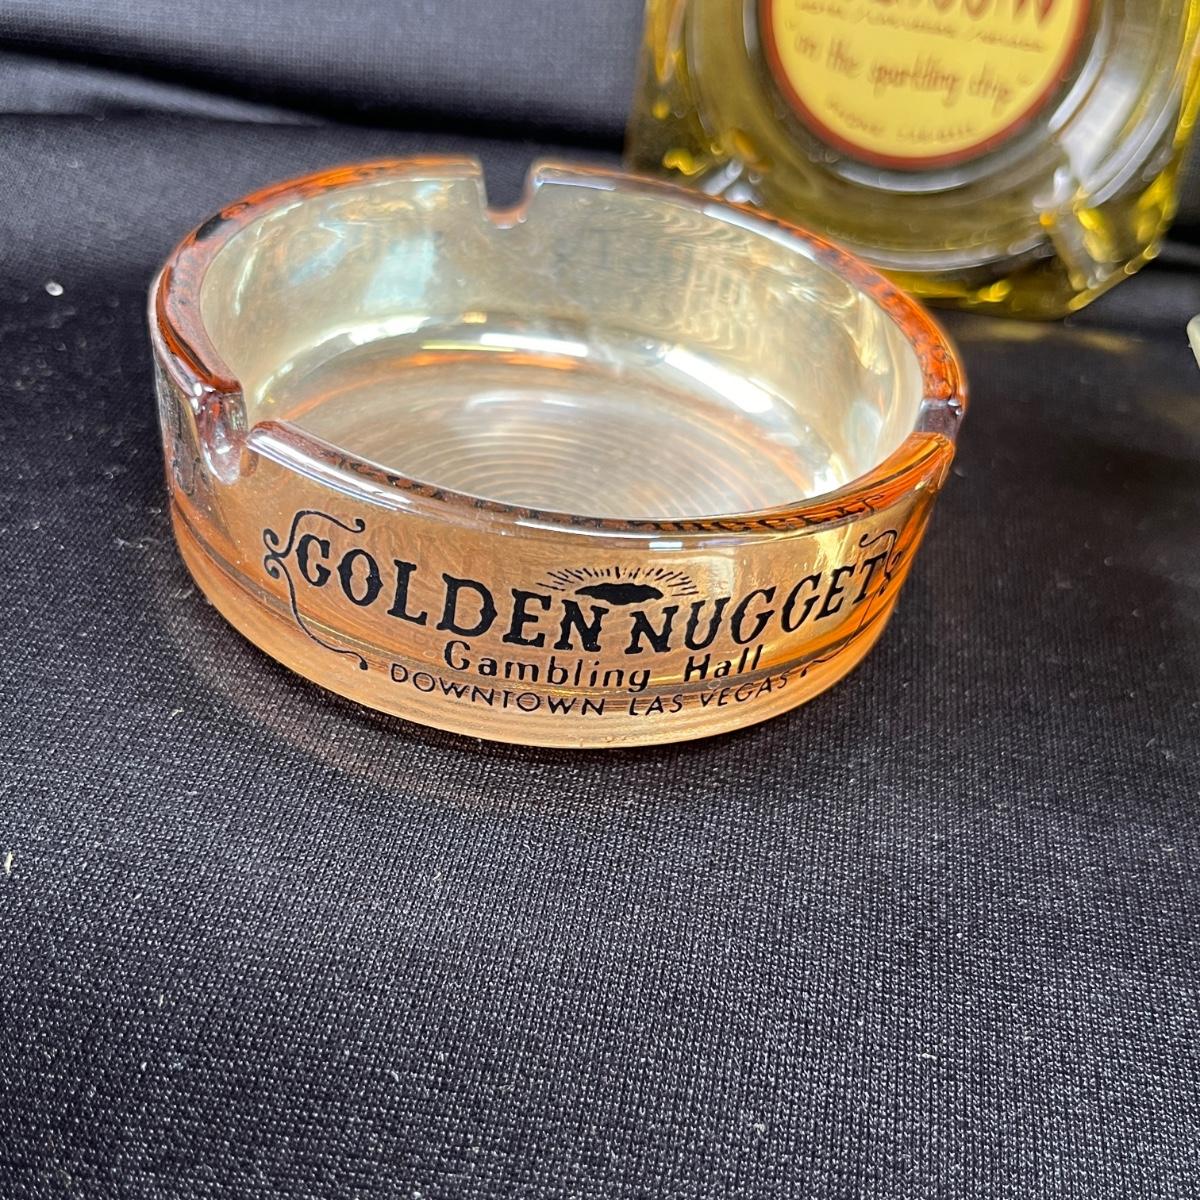 "on the sparkling strip"
GOLDEN NUGGET
Gambling Hall
DOWNTOWN LAS VEGAS